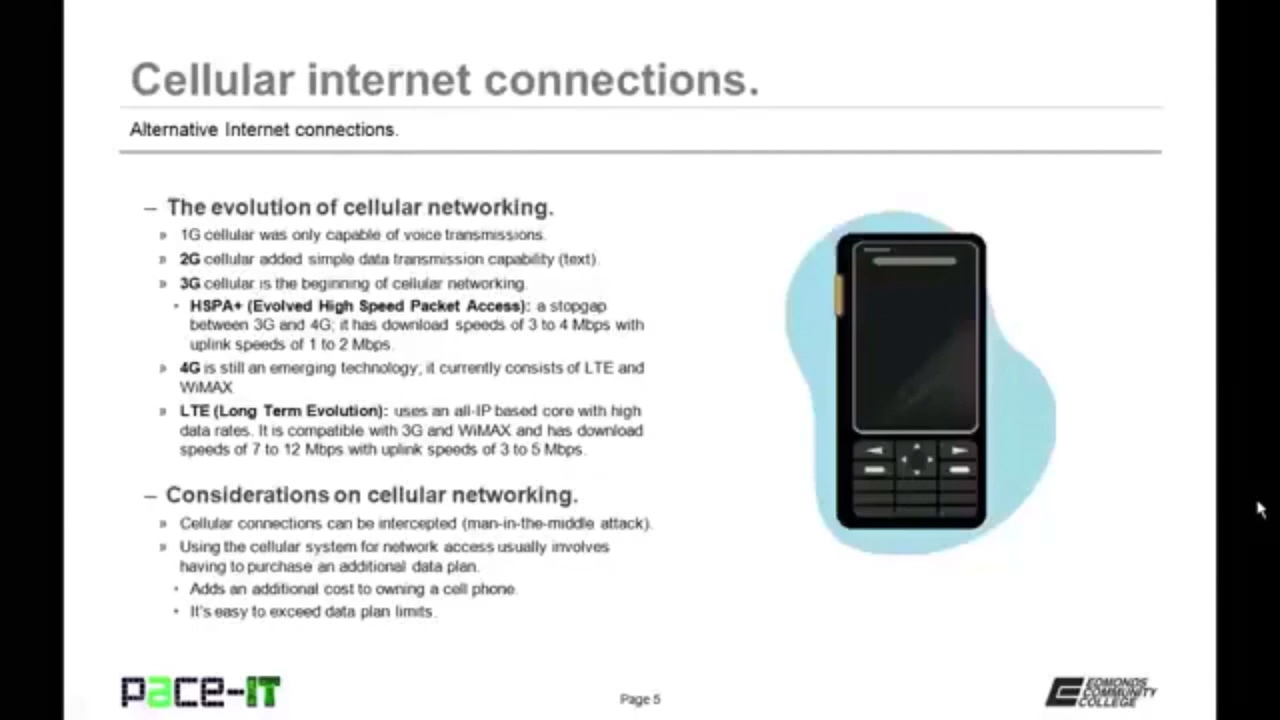 Cellular internet connections.
Alternative Internet connections.
– The evolution of cellular networking.
» 1G cellular was only capable of voice transmissions.
» 2G cellular added simple data transmission capability (text).
» 3G cellular is the beginning of cellular networking.
• HSPA+ (Evolved High Speed Packet Access): a stopgap
between 3G and 4G; it has download speeds of 3 to 4 Mbps with
uplink speeds of 1 to 2 Mbps.
» 4G is still an emerging technology; it currently consists of LTE and
WiMAX
» LTE (Long Term Evolution): uses an all-IP based core with high
data rates. It is compatible with 3G and WiMAX and has download
speeds of 7 to 12 Mbps with uplink speeds of 3 to 5 Mbps.
– Considerations on cellular networking.
» Cellular connections can be intercepted (man-in-the-middle attack).
» Using the cellular system for network access usually involves
having to purchase an additional data plan.
• Adds an additional cost to owning a cell phone.
• It's easy to exceed data plan limits.
pace-IT
Page 5
EDMONDS
COMMUNITY
COLLEGE